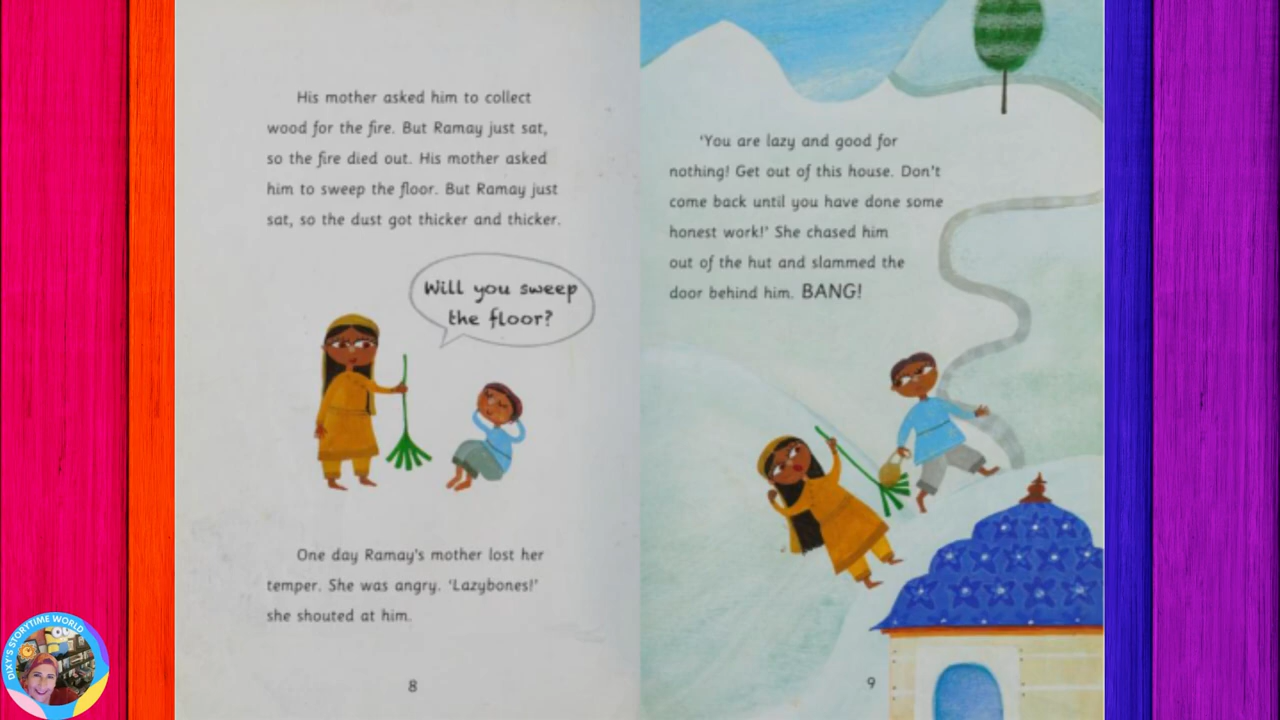 His mother asked him to collect
wood for the fire. But Ramay just sat,
so the fire died out. His mother asked
him to sweep the floor. But Ramay just
sat, so the dust got thicker and thicker.
Will you sweep
the floor?
One day Ramay's mother lost her
temper. She was angry. 'Lazybones!'
she shouted at him.
8
'You are lazy and good for
nothing! Get out of this house. Don't
come back until you have done some
honest work!' She chased him
out of the hut and slammed the
door behind him. BANG!
9
DIXY'S STORYTIME WORLD